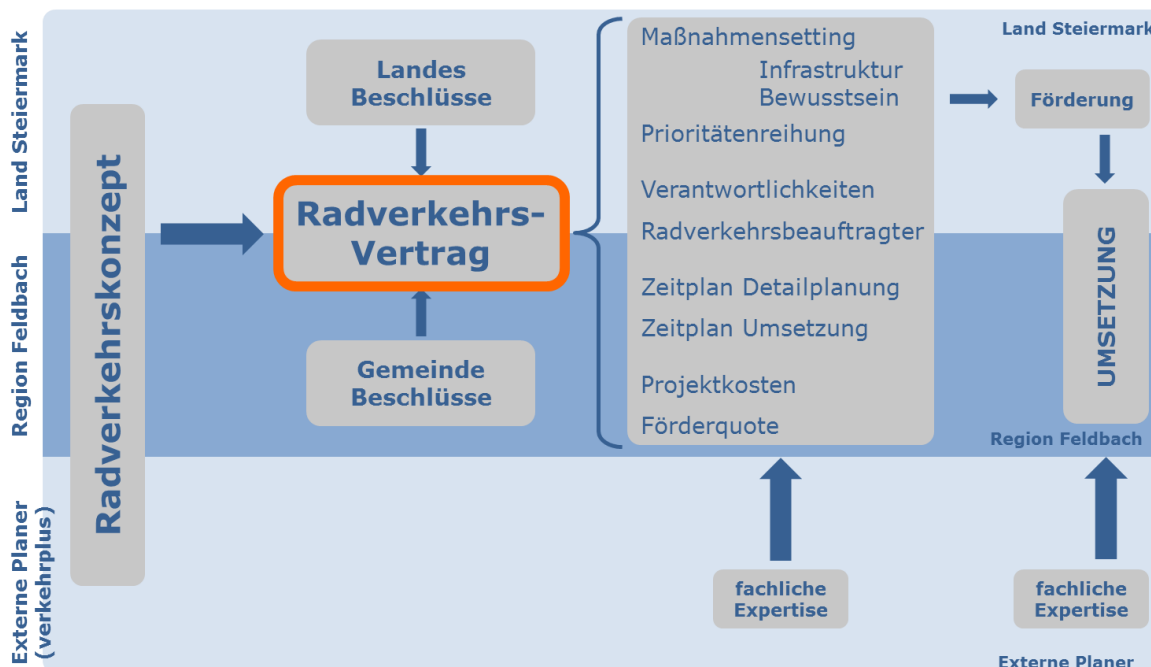 Land Steiermark
Region Feldbach
Externe Planer
(verkehrplus)
Radverkehrskonzept
Landes
Beschlüsse
Radverkehrs-
Vertrag
Gemeinde
Beschlüsse
Maßnahmensetting
Infrastruktur
Bewusstsein
Prioritätenreihung
Verantwortlichkeiten
Radverkehrsbeauftragter
Zeitplan Detailplanung
Zeitplan Umsetzung
Projektkosten
Förderquote
fachliche
Expertise
Land Steiermark
Förderung
UMSETZUNG
Region Feldbach
fachliche
Expertise
Externe Planer